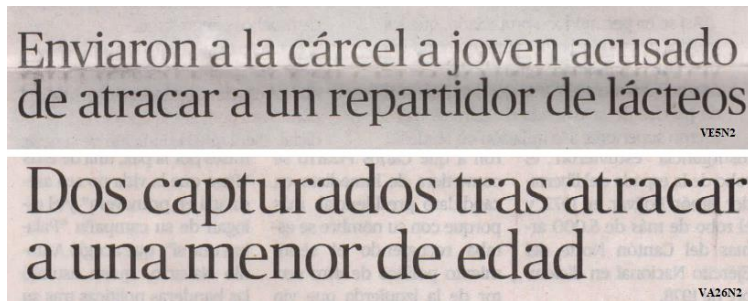 Enviaron a la cárcel a joven acusado
de atracar a un repartidor de lácteos
VE5N2
Dos capturados tras atracar
a una menor de edad
VA26N2